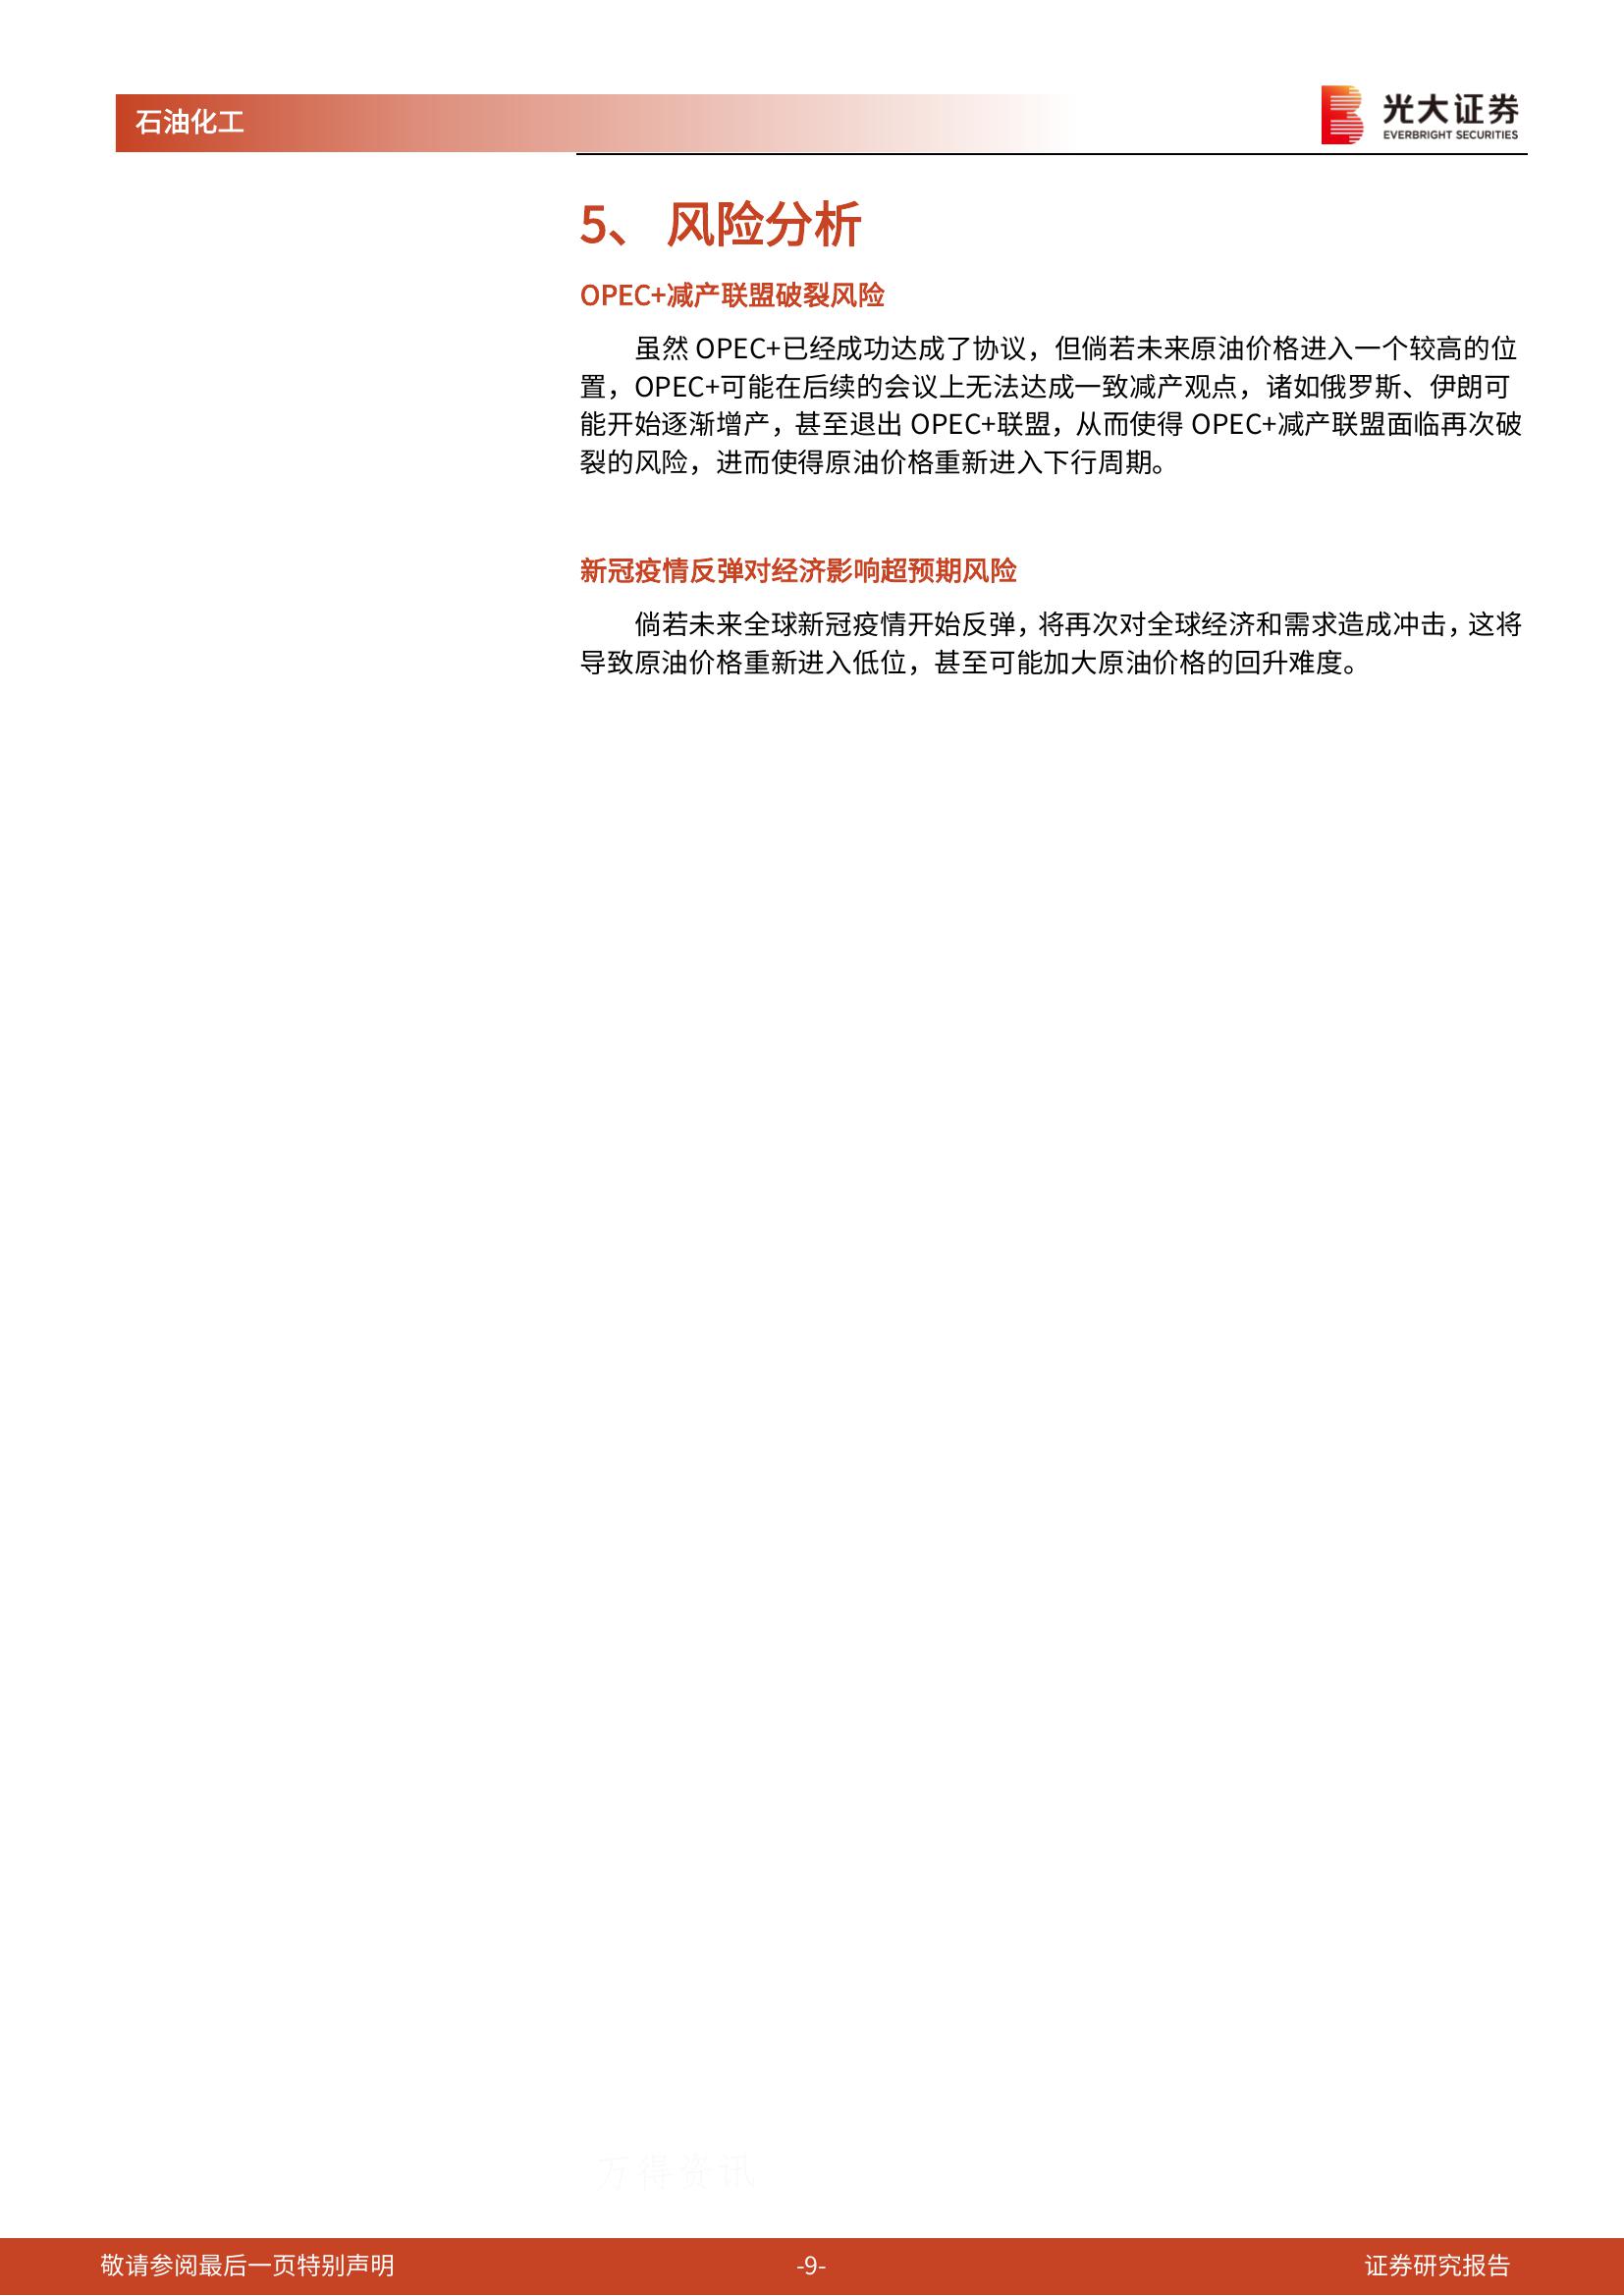 石油化工
光大证券
EVERBRIGHT SECURITIES
5、 风险分析
OPEC+减产联盟破裂风险
虽然 OPEC+已经成功达成了协议，但倘若未来原油价格进入一个较高的位
置，OPEC+可能在后续的会议上无法达成一致减产观点，诸如俄罗斯、伊朗可
能开始逐渐增产，甚至退出 OPEC+联盟，从而使得 OPEC+减产联盟面临再次破
裂的风险，进而使得原油价格重新进入下行周期。
新冠疫情反弹对经济影响超预期风险
倘若未来全球新冠疫情开始反弹，将再次对全球经济和需求造成冲击，这将
导致原油价格重新进入低位，甚至可能加大原油价格的回升难度。
万得资讯
敬请参阅最后一页特别声明
-9-
证券研究报告